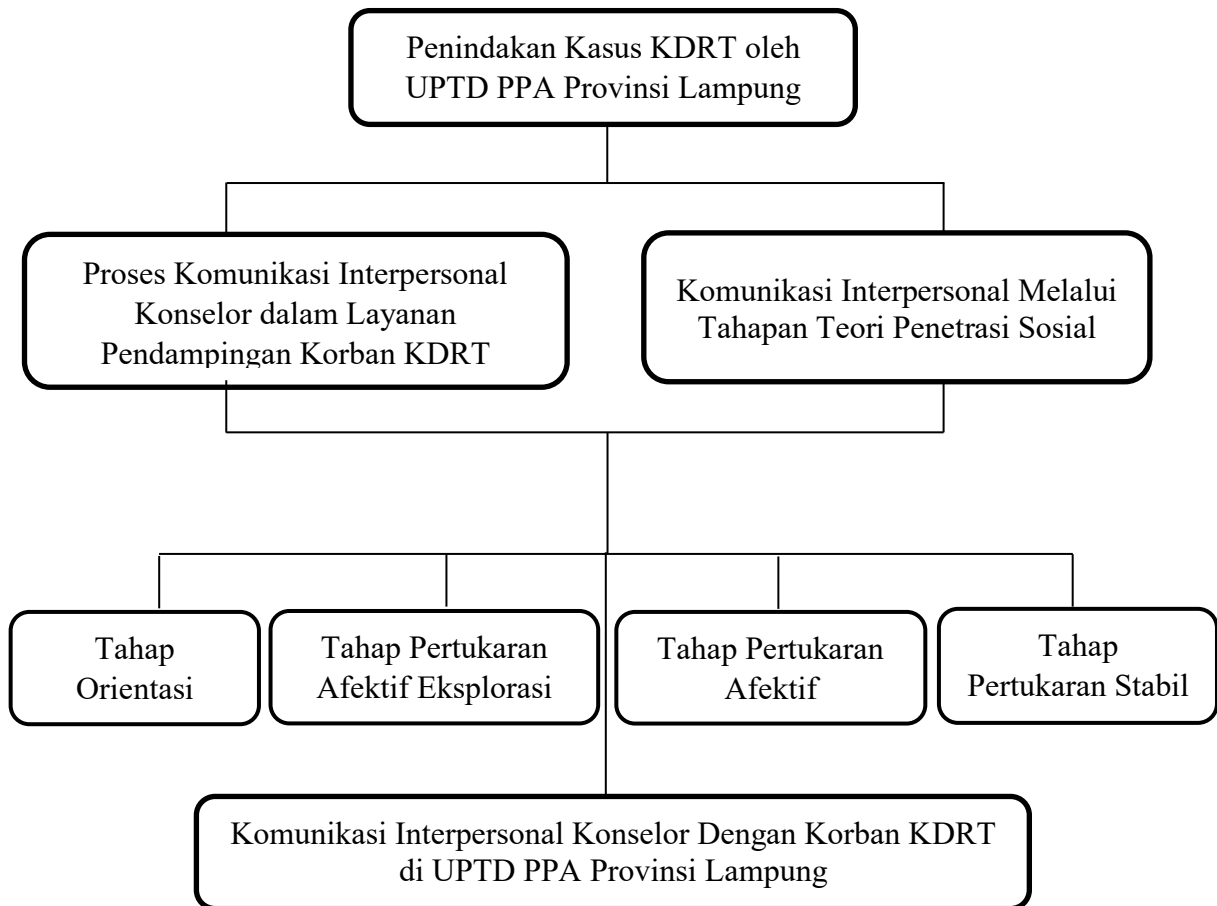 Penindakan Kasus KDRT oleh
UPTD PPA Provinsi Lampung
Proses Komunikasi Interpersonal
Konselor dalam Layanan
Pendampingan Korban KDRT
Komunikasi Interpersonal Melalui
Tahapan Teori Penetrasi Sosial
Tahap
Orientasi
Tahap Pertukaran
Afektif Eksplorasi
Tahap Pertukaran
Afektif
Tahap
Pertukaran Stabil
Komunikasi Interpersonal Konselor Dengan Korban KDRT
di UPTD PPA Provinsi Lampung